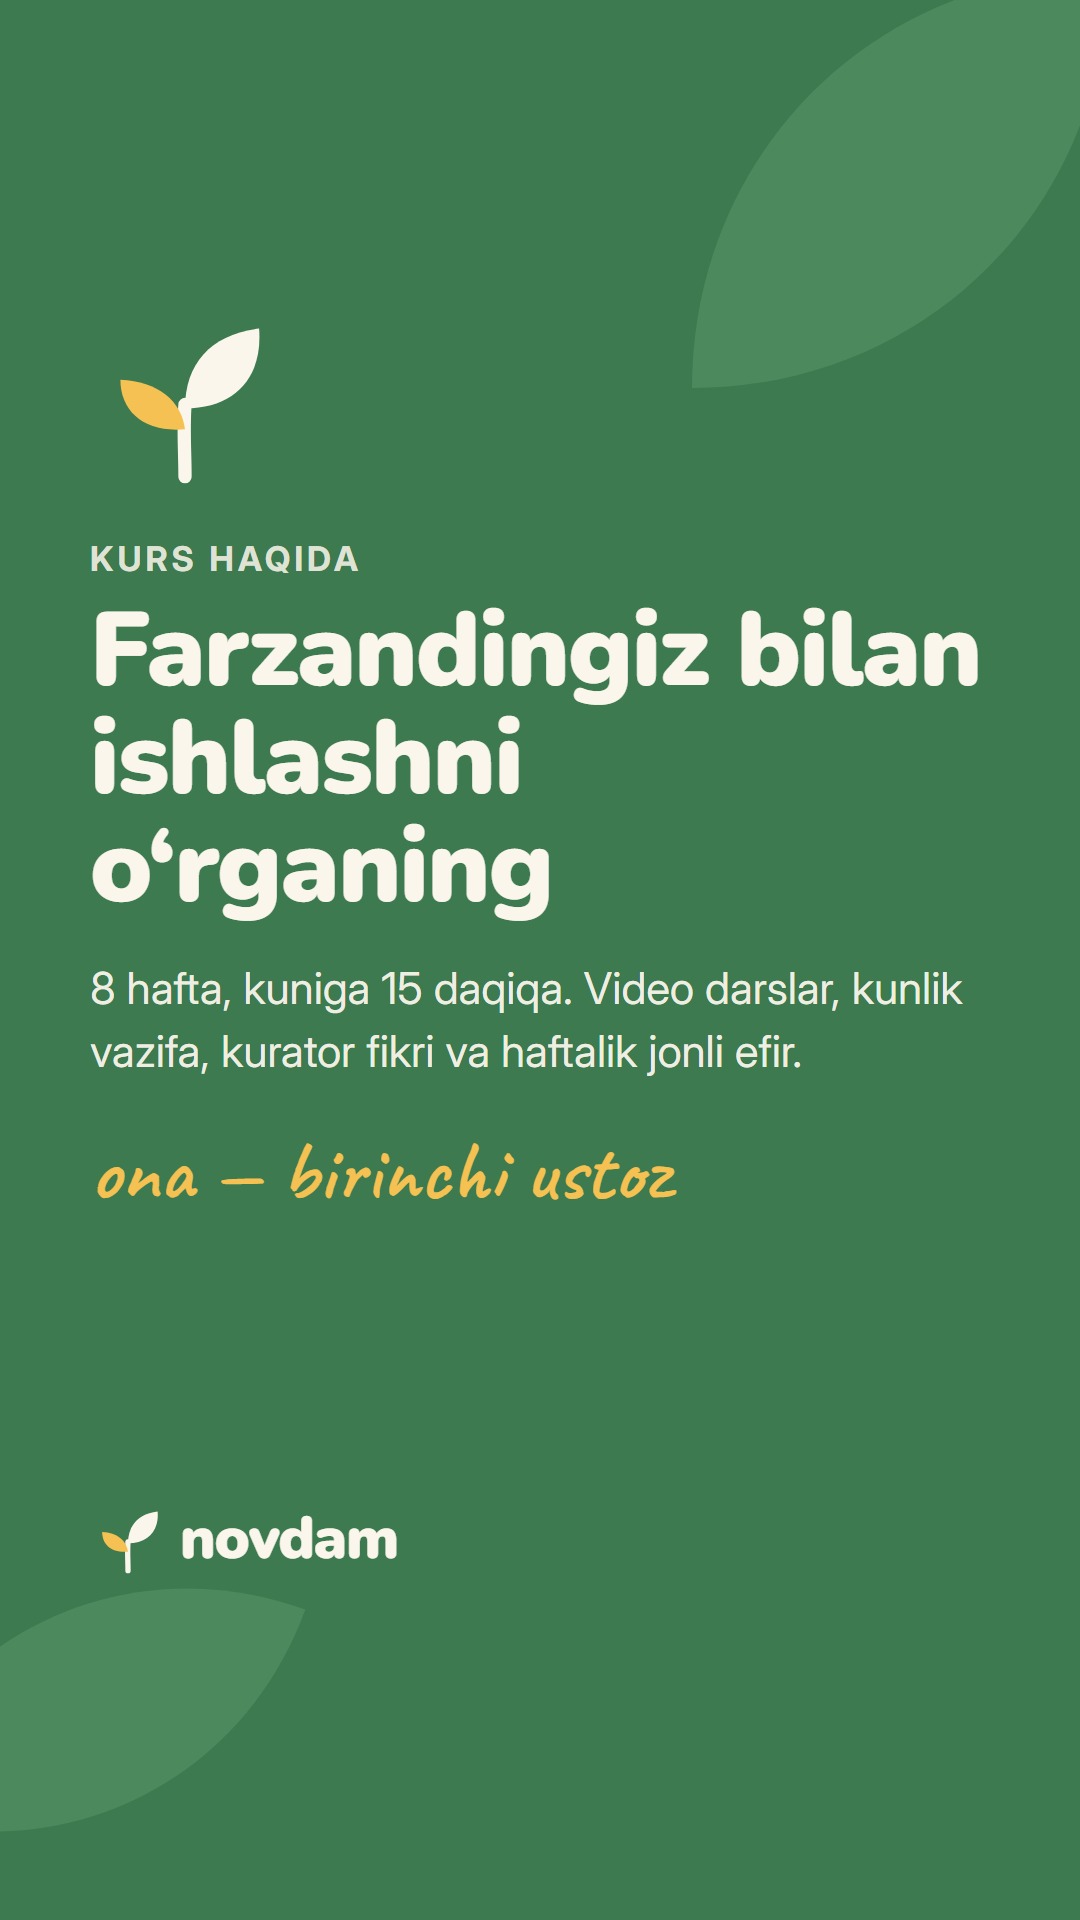 KURS HAQIDA
Farzandingiz bilan
ishlashni
o‘rganing
8 hafta, kuniga 15 daqiqa. Video darslar, kunlik
vazifa, kurator fikri va haftalik jonli efir.
ona — birinchi ustoz
novdam